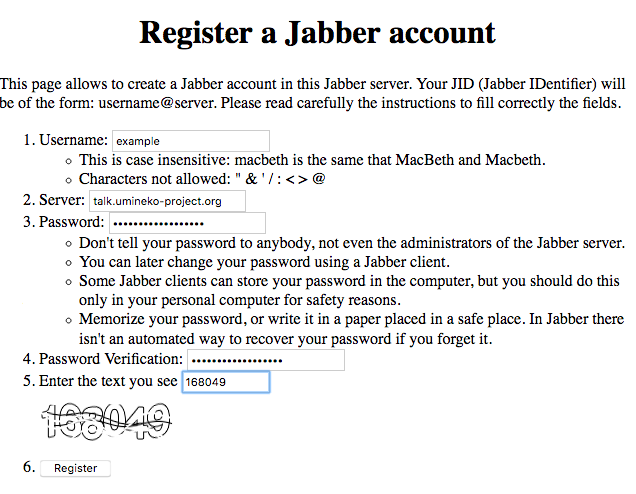 Register a Jabber account
This page allows to create a Jabber account in this Jabber server. Your JID (Jabber IDentifier) will
be of the form: username@server. Please read carefully the instructions to fill correctly the fields.
1. Username: example
◦ This is case insensitive: macbeth is the same that MacBeth and Macbeth.
◦ Characters not allowed: " & ' / : < > @
2. Server: talk.umineko-project.org
3. Password: ••••••••••••••••••
◦ Don't tell your password to anybody, not even the administrators of the Jabber server.
◦ You can later change your password using a Jabber client.
◦ Some Jabber clients can store your password in the computer, but you should do this
only in your personal computer for safety reasons.
◦ Memorize your password, or write it in a paper placed in a safe place. In Jabber there
isn't an automated way to recover your password if you forget it.
4. Password Verification: ••••••••••••••••••
5. Enter the text you see 168049
168049
6. Register